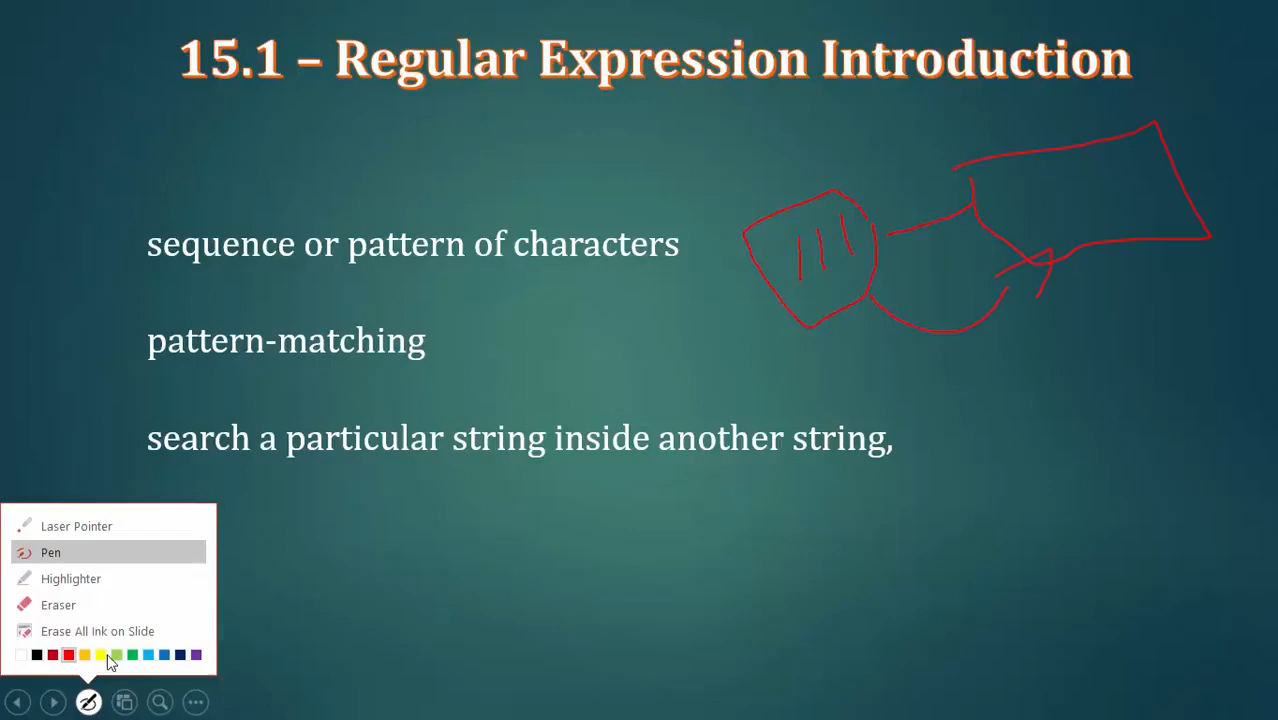 15.1 – Regular Expression Introduction
sequence or pattern of characters
pattern-matching
search a particular string inside another string,
Laser Pointer
Pen
Highlighter
Eraser
Erase All Ink on Slide